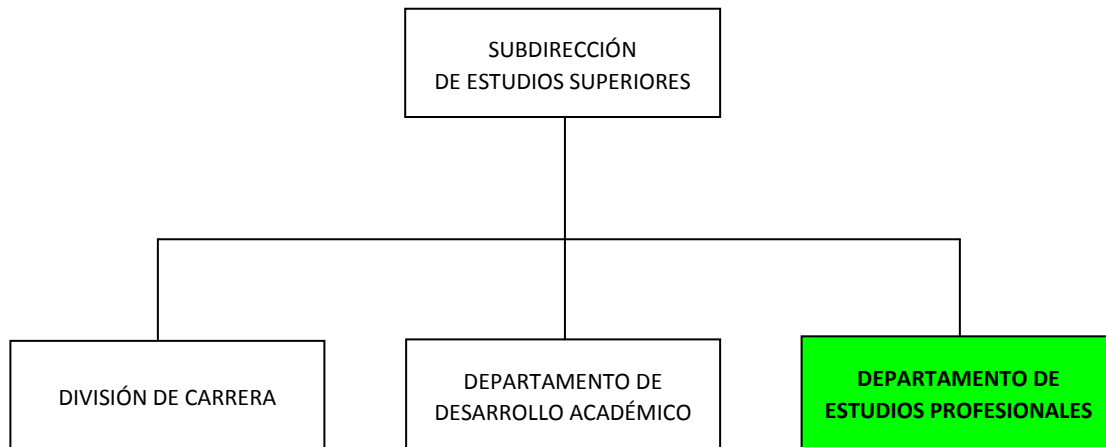 SUBDIRECCIÓN
DE ESTUDIOS SUPERIORES
DIVISIÓN DE CARRERA
DEPARTAMENTO DE
DESARROLLO ACADÉMICO
DEPARTAMENTO DE
ESTUDIOS PROFESIONALES